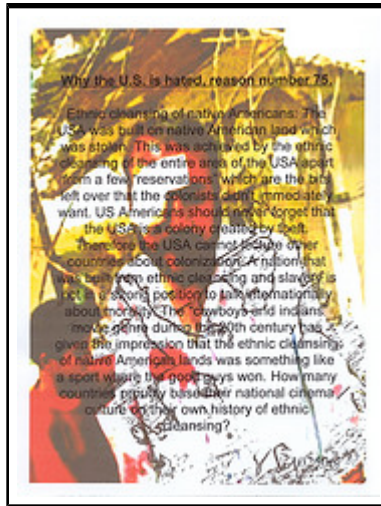 Why the U.S. is hated, reason number 75.
Ethnic cleansing of native Americans: The
USA was built on native American land which
was stolen. This was achieved by the ethnic
cleansing of the entire area of the USA apart
from a few "reservations" which are the bits
left over that the colonists didn't immediately
want. US Americans should never forget that
the USA is a colony created by theft.
Therefore the USA cannot lecture other
countries about colonization. A nation that
was built from ethnic cleansing and slavery is
not in a strong position to talk internationally
about morality. The "cowboys and indians"
movie genre during the 20th century has
given the impression that the ethnic cleansing
of native American lands was something like
a sport where the good guys won. How many
countries proudly base their national cinema
culture on their own history of ethnic
cleansing?